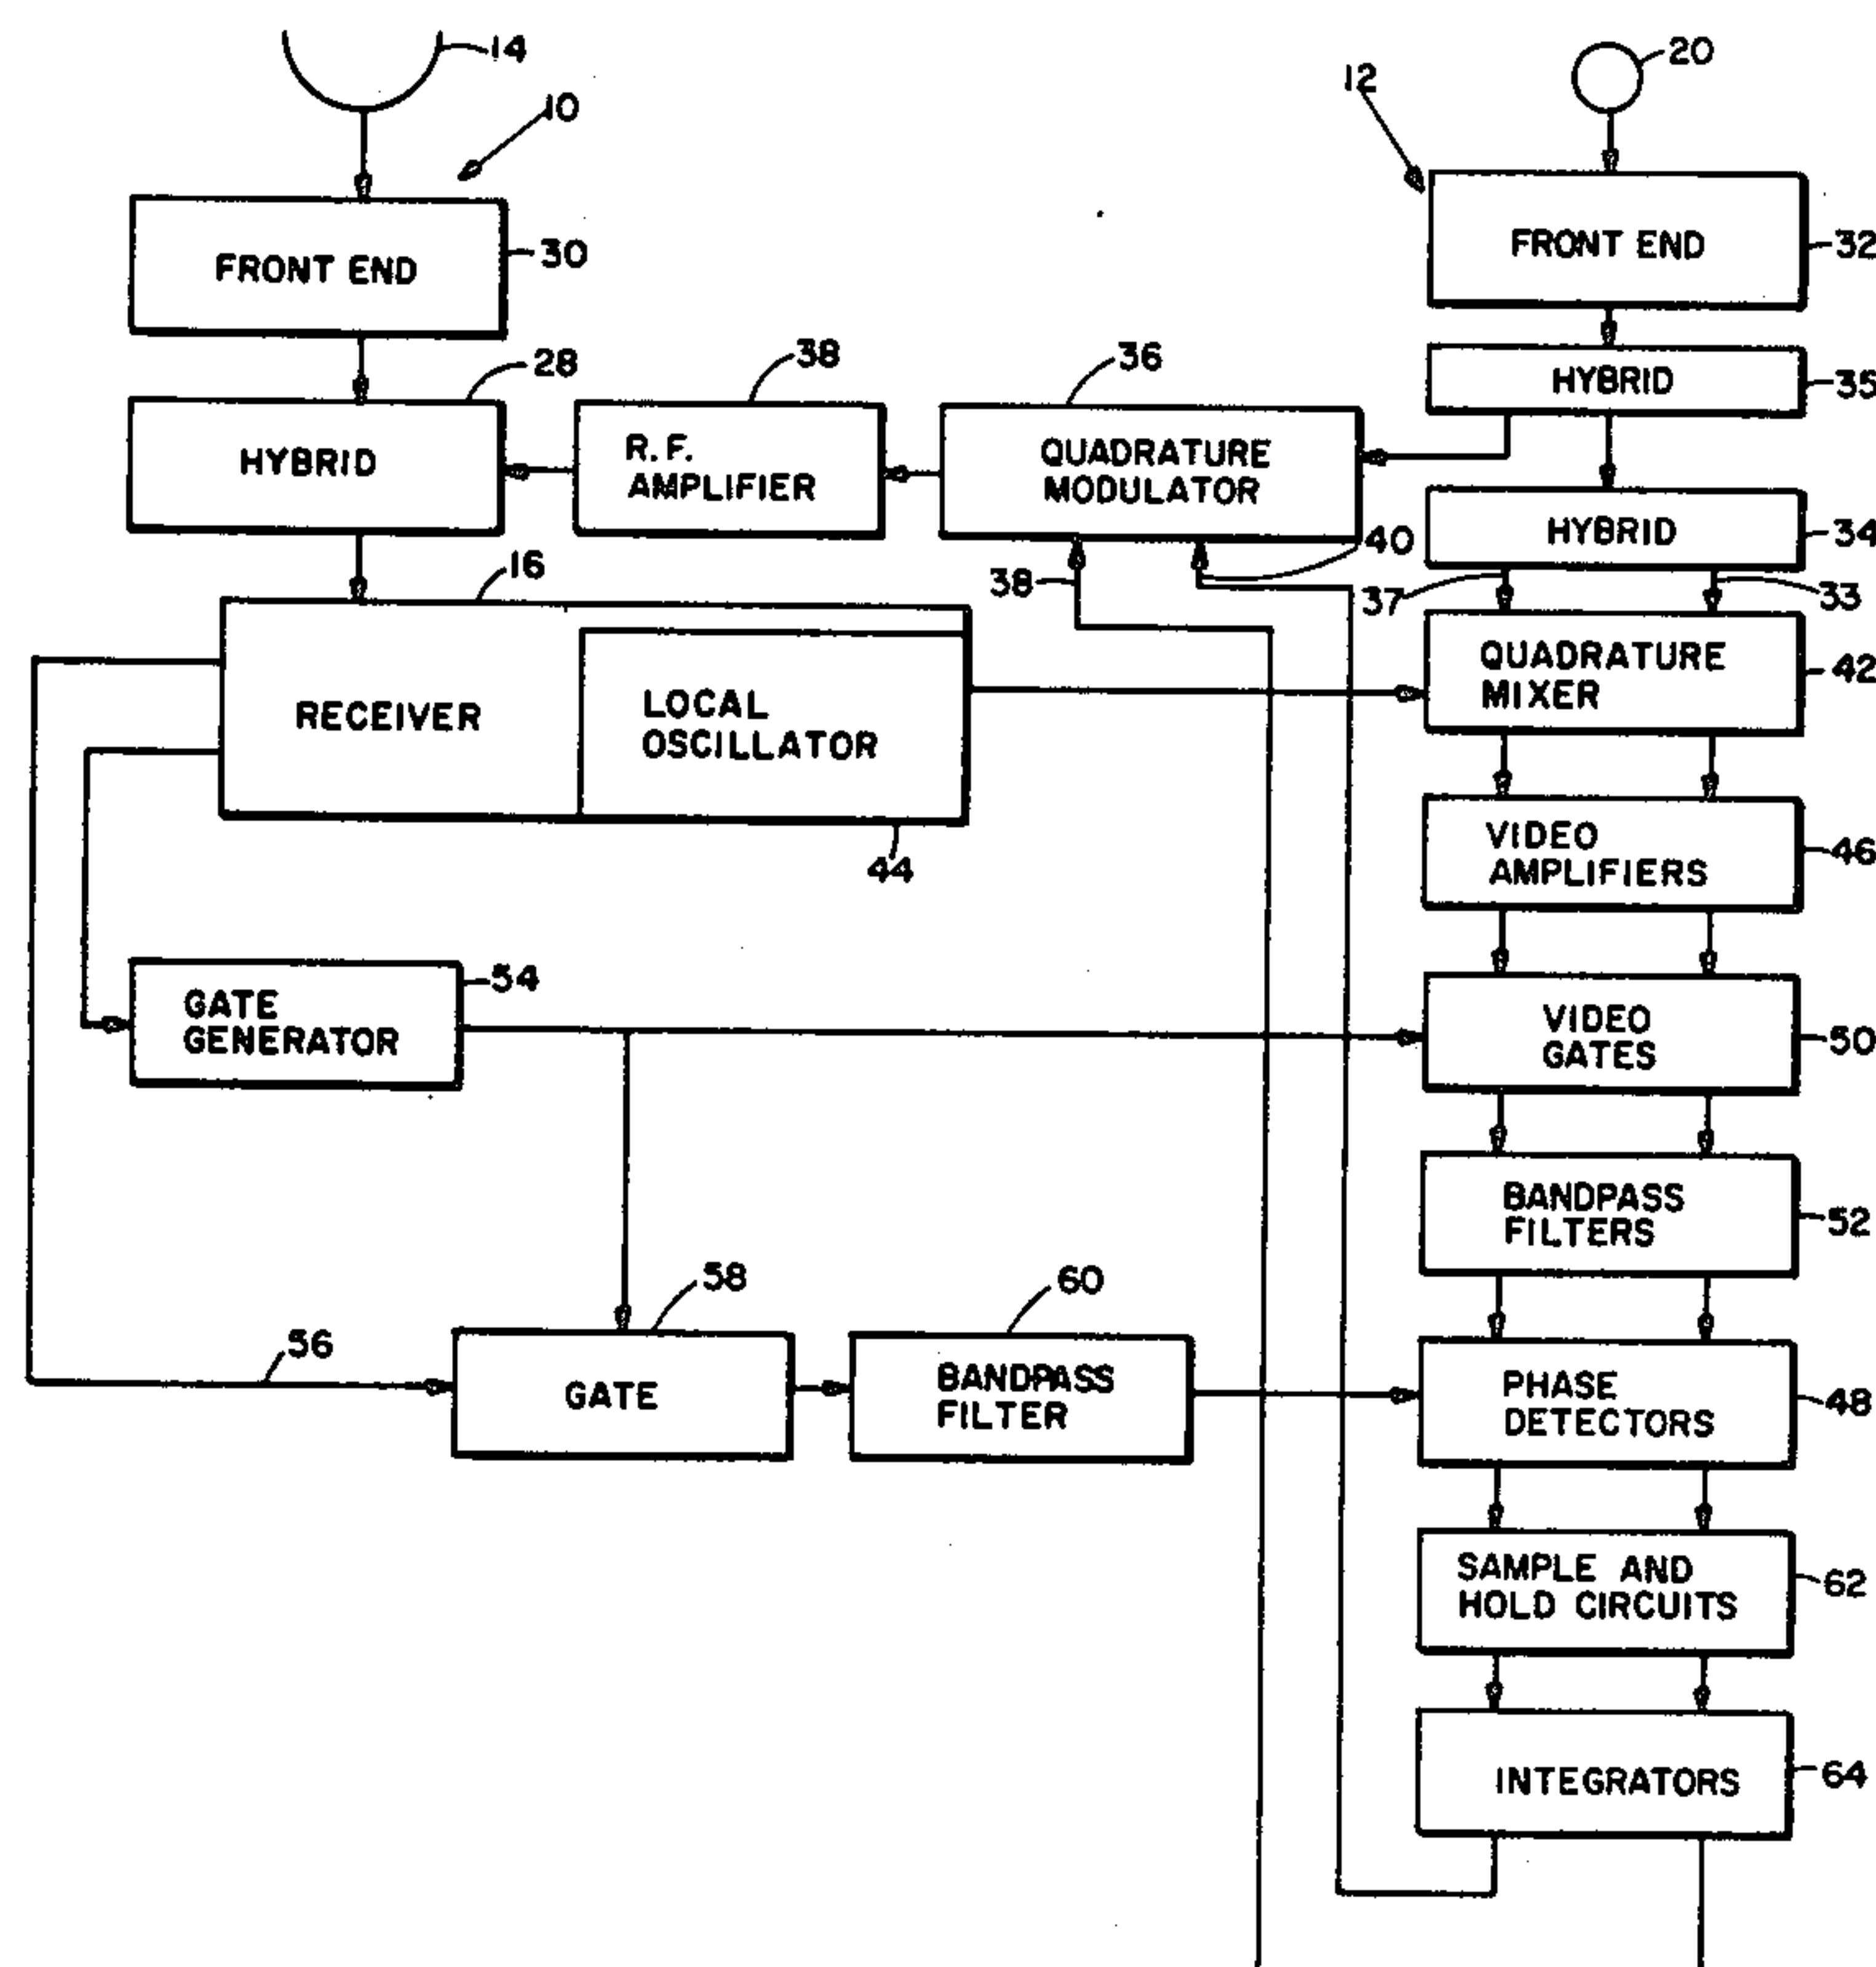 14
20
10
12
FRONT END
30
FRONT END
32
HYBRID
28
R. F.
AMPLIFIER
38
QUADRATURE
MODULATOR
36
HYBRID
35
HYBRID
34
38
40
37
33
16
RECEIVER
LOCAL
OSCILLATOR
44
QUADRATURE
MIXER
42
VIDEO
AMPLIFIERS
46
GATE
GENERATOR
54
VIDEO
GATES
50
BANDPASS
FILTERS
52
56
GATE
58
BANDPASS
FILTER
60
PHASE
DETECTORS
48
SAMPLE AND
HOLD CIRCUITS
62
INTEGRATORS
64